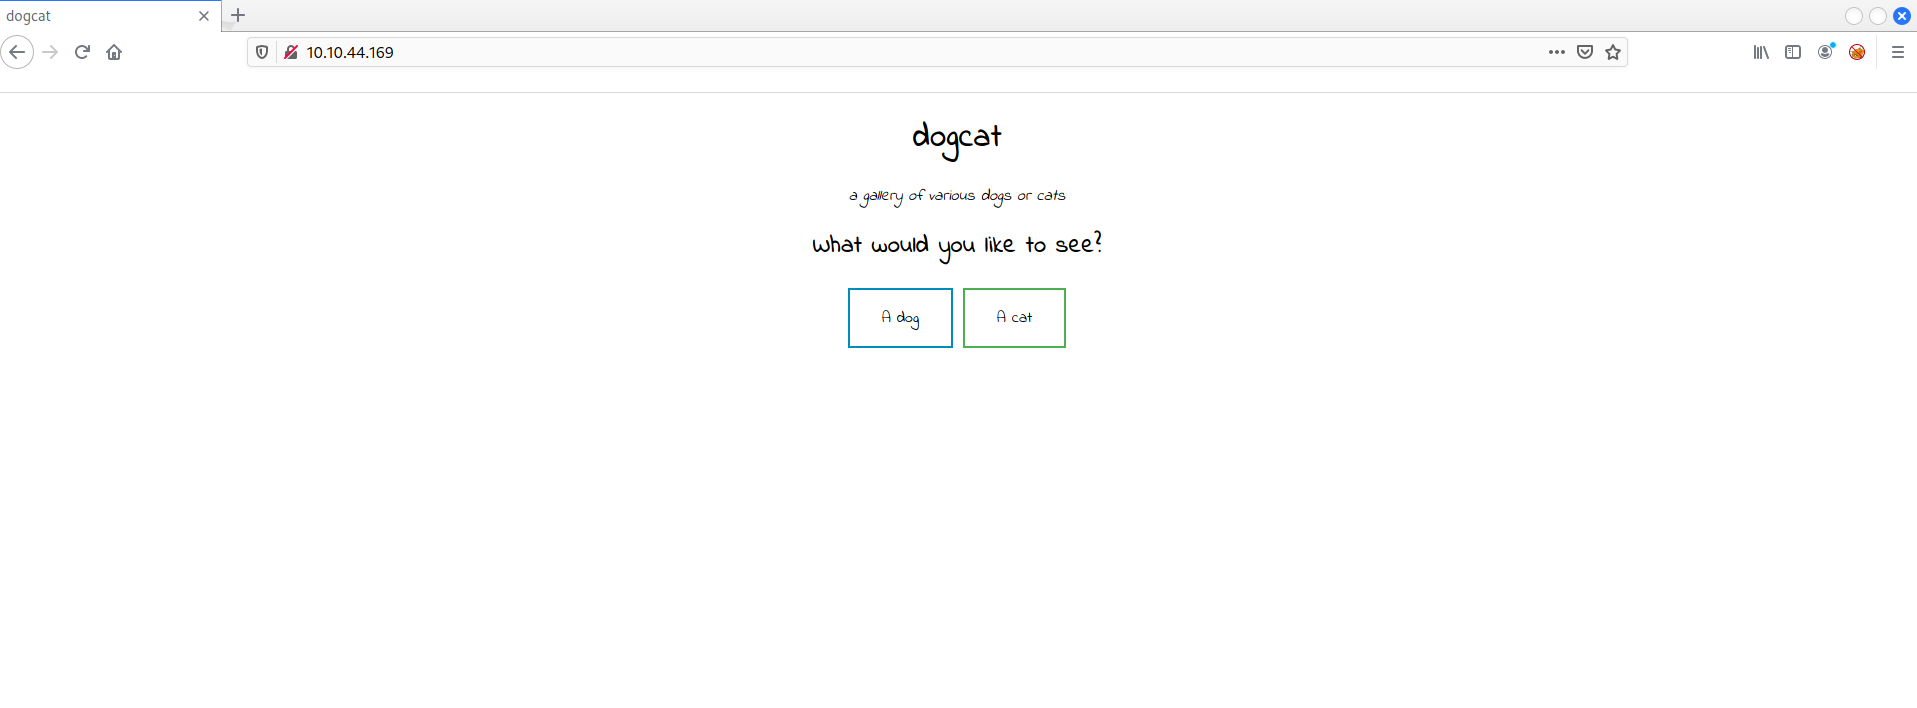 dogcat
10.10.44.169
dogcat
a gallery of various dogs or cats
What would you like to see?
A dog A cat